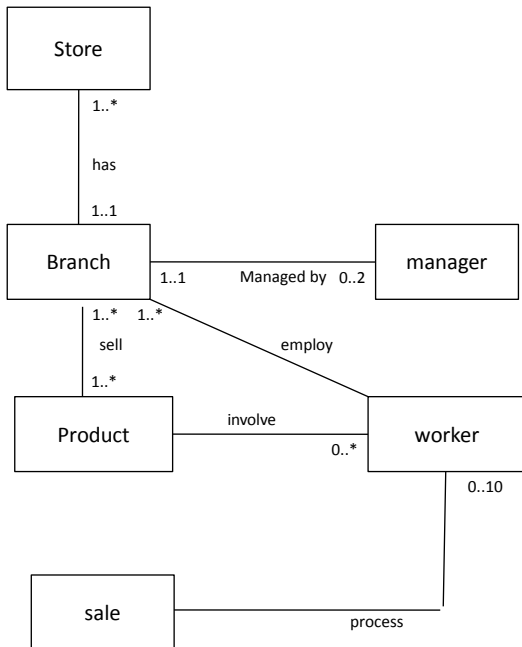 Store
1..*
has
1..1
Branch
1..1
Managed by
0..2
manager
1..*
1..*
sell
employ
1..*
Product
involve
0..*
worker
0..10
sale
process